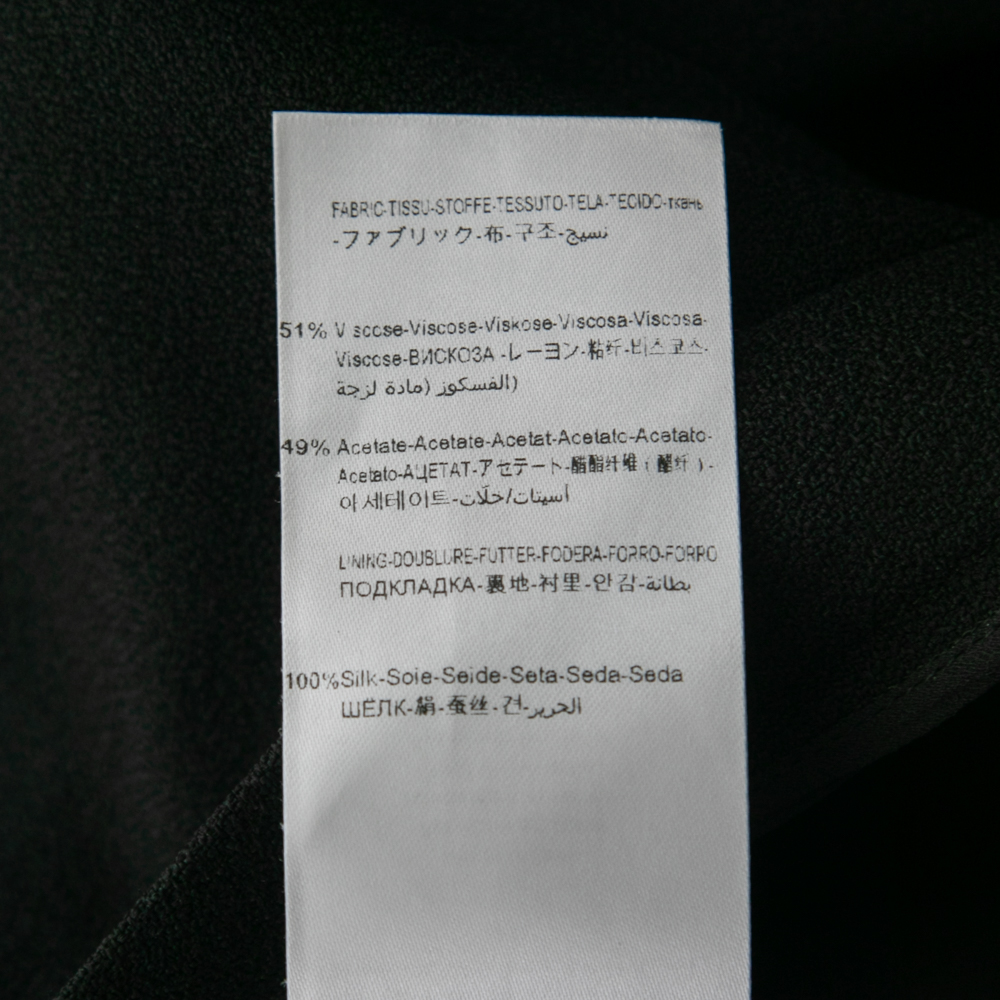 FABRIC-TISSU-STOFFE-TESSUTO-TELA-TECIDO-ткань
-ファブリック-布-구조-نسيج
51% Viscose-Viscose-Viskose-Viscosa-Viscosa-
Viscose-ВИСКОЗА -レーヨン-粘纤-비스코스-
الفسكوز (مادة لزجة)
49% Acetate-Acetate-Acetat-Acetato-Acetato-
Acetato-АЦЕТАТ-アセテート-醋酯纤维 ( 醋纤 ) -
아세테이트-أسيتات/خلّات
LINING-DOUBLURE-FUTTER-FODERA-FORRO-FORRO
ПОДКЛАДКА-裏地-衬里-안감-بطانة
100% Silk-Soie-Seide-Seta-Seda-Seda
ШЁЛК-絹-蚕丝-견-الحرير